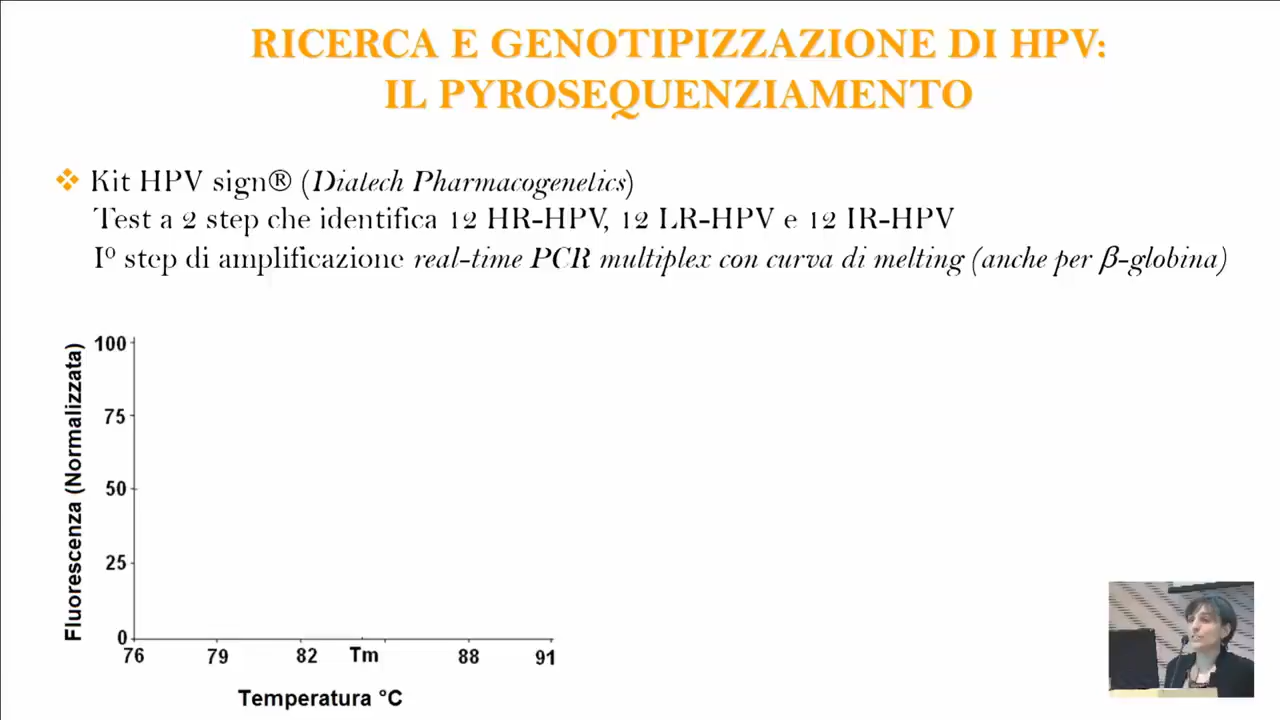 RICERCA E GENOTIPIZZAZIONE DI HPV:
IL PYROSEQUENZIAMENTO
Kit HPV sign® (Diatech Pharmacogenetics)
Test a 2 step che identifica 12 HR-HPV, 12 LR-HPV e 12 IR-HPV
I° step di amplificazione real-time PCR multiplex con curva di melting (anche per β-globina)
Fluorescenza (Normalizzata)
100
75
50
25
0
76 79 82 Tm 88 91
Temperatura °C